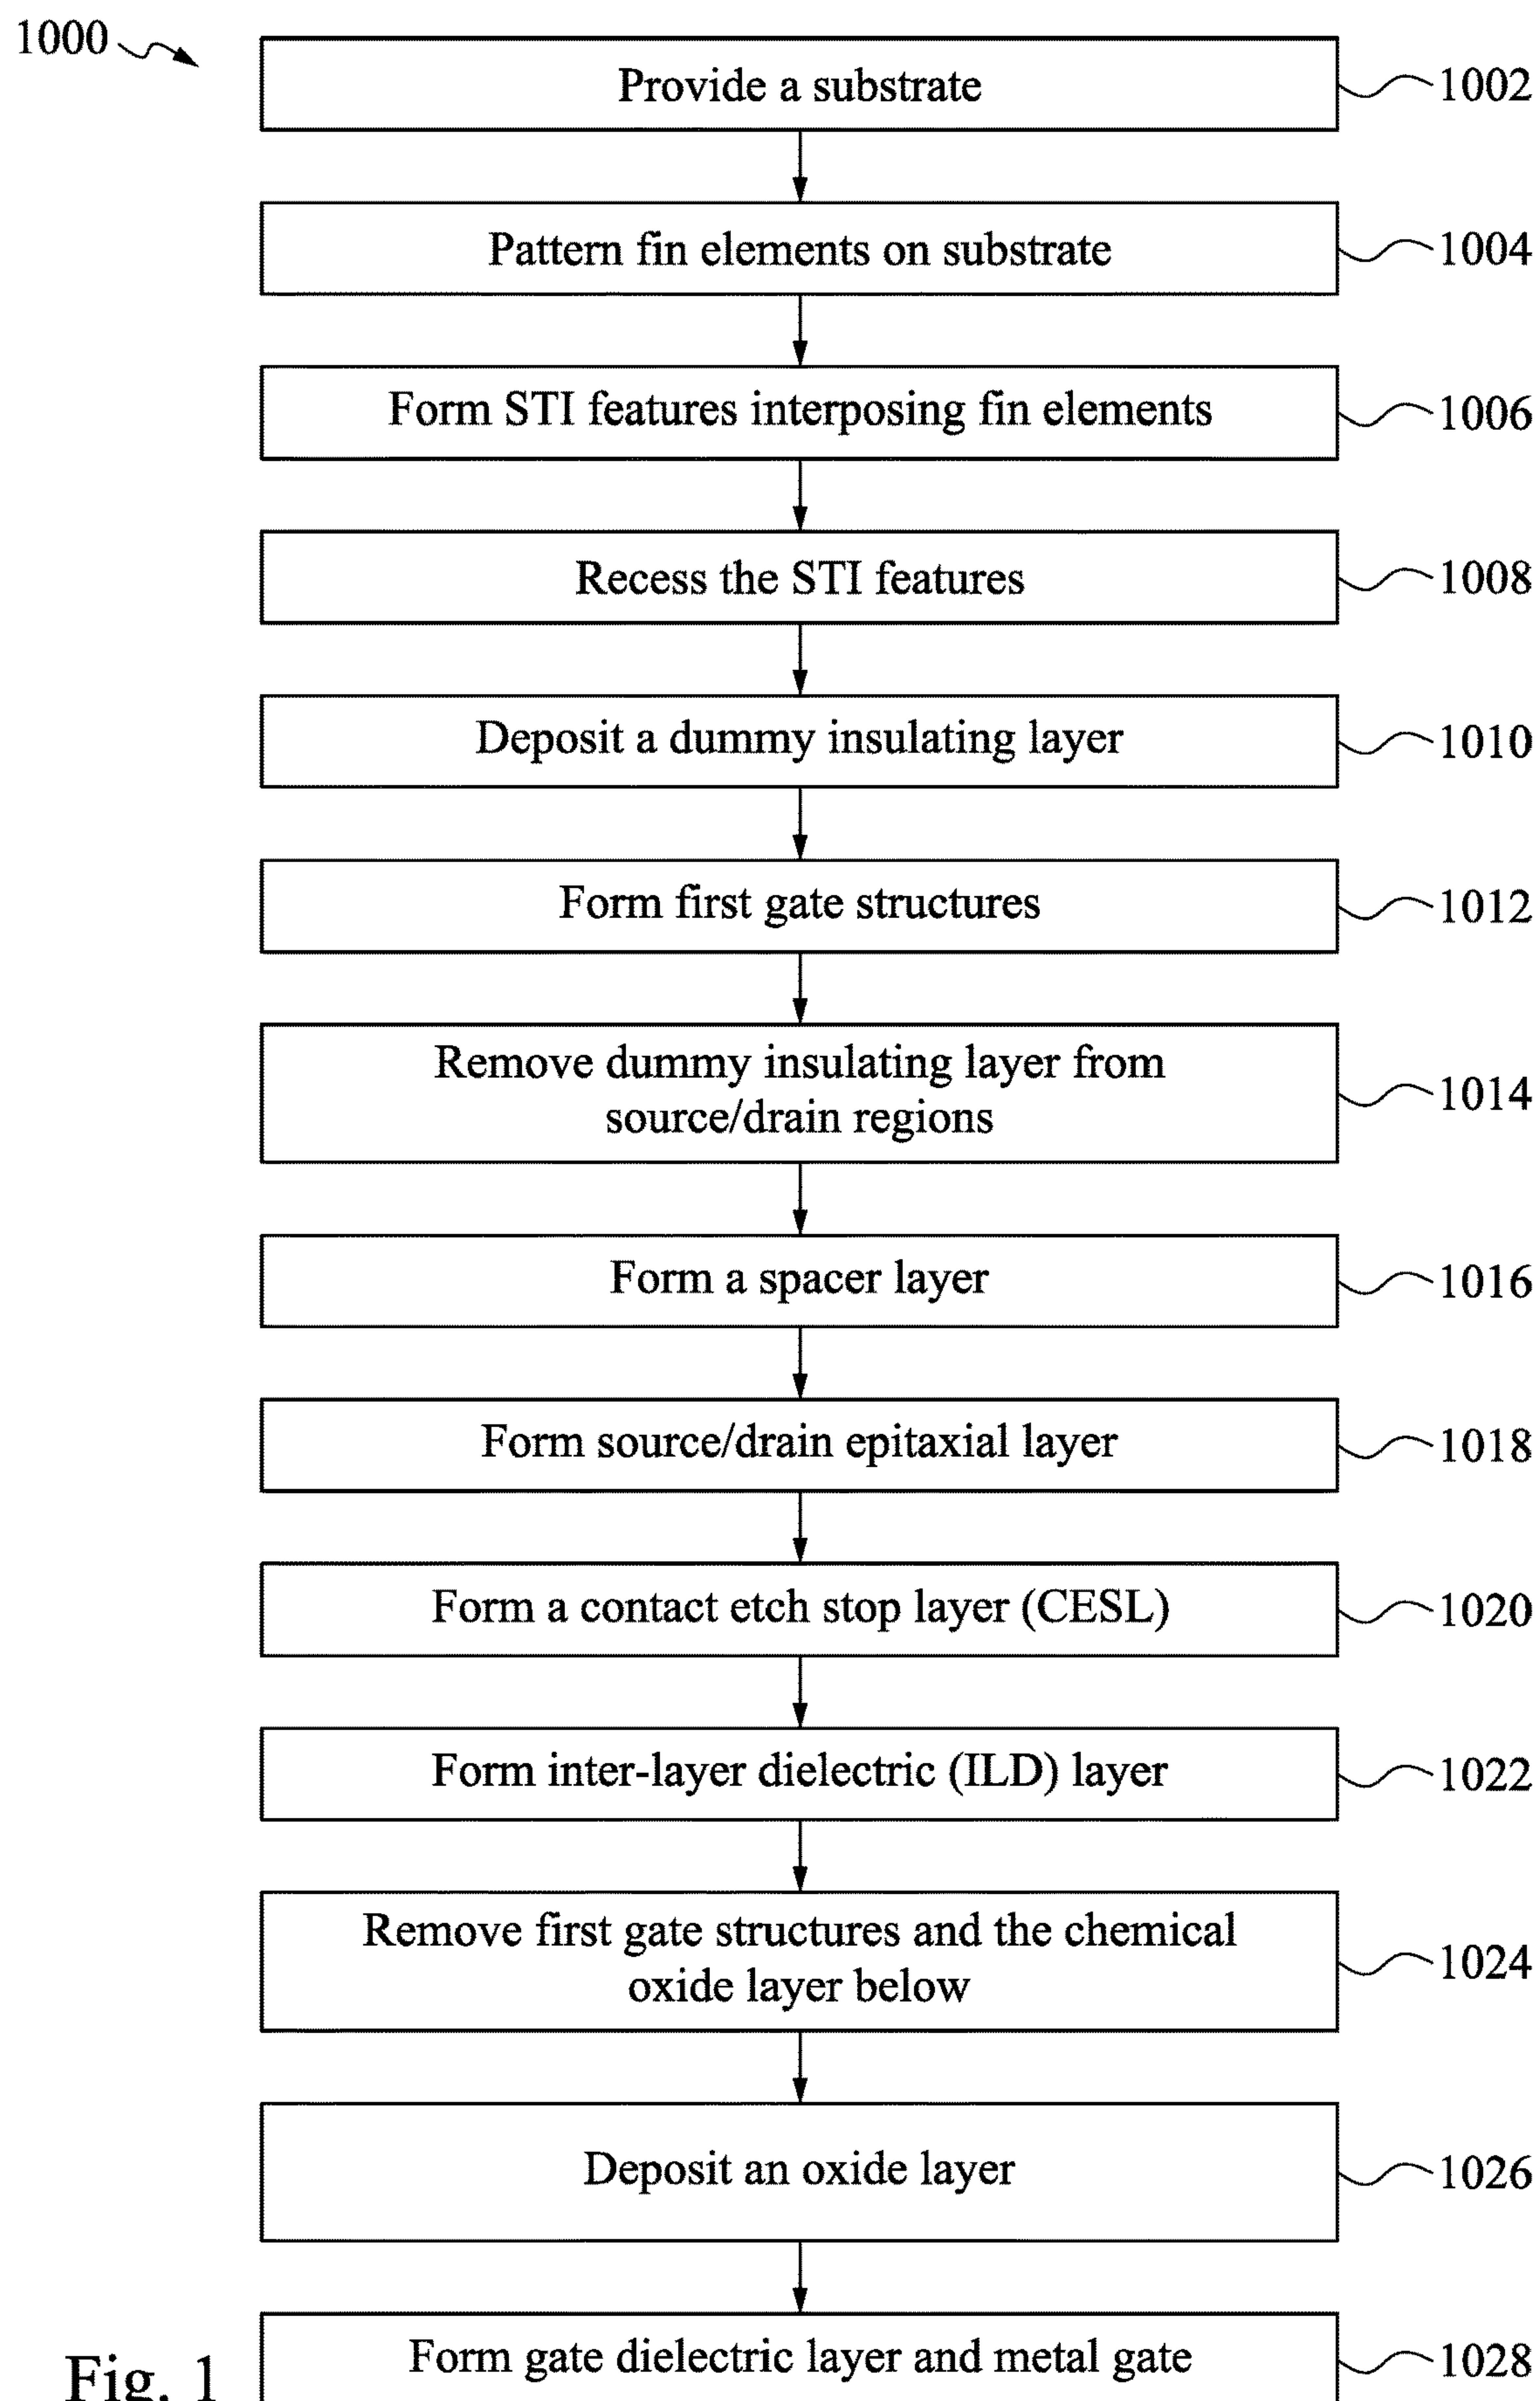 1000
Provide a substrate
1002
Pattern fin elements on substrate
1004
Form STI features interposing fin elements
1006
Recess the STI features
1008
Deposit a dummy insulating layer
1010
Form first gate structures
1012
Remove dummy insulating layer from
source/drain regions
1014
Form a spacer layer
1016
Form source/drain epitaxial layer
1018
Form a contact etch stop layer (CESL)
1020
Form inter-layer dielectric (ILD) layer
1022
Remove first gate structures and the chemical
oxide layer below
1024
Deposit an oxide layer
1026
Form gate dielectric layer and metal gate
1028
Fig. 1